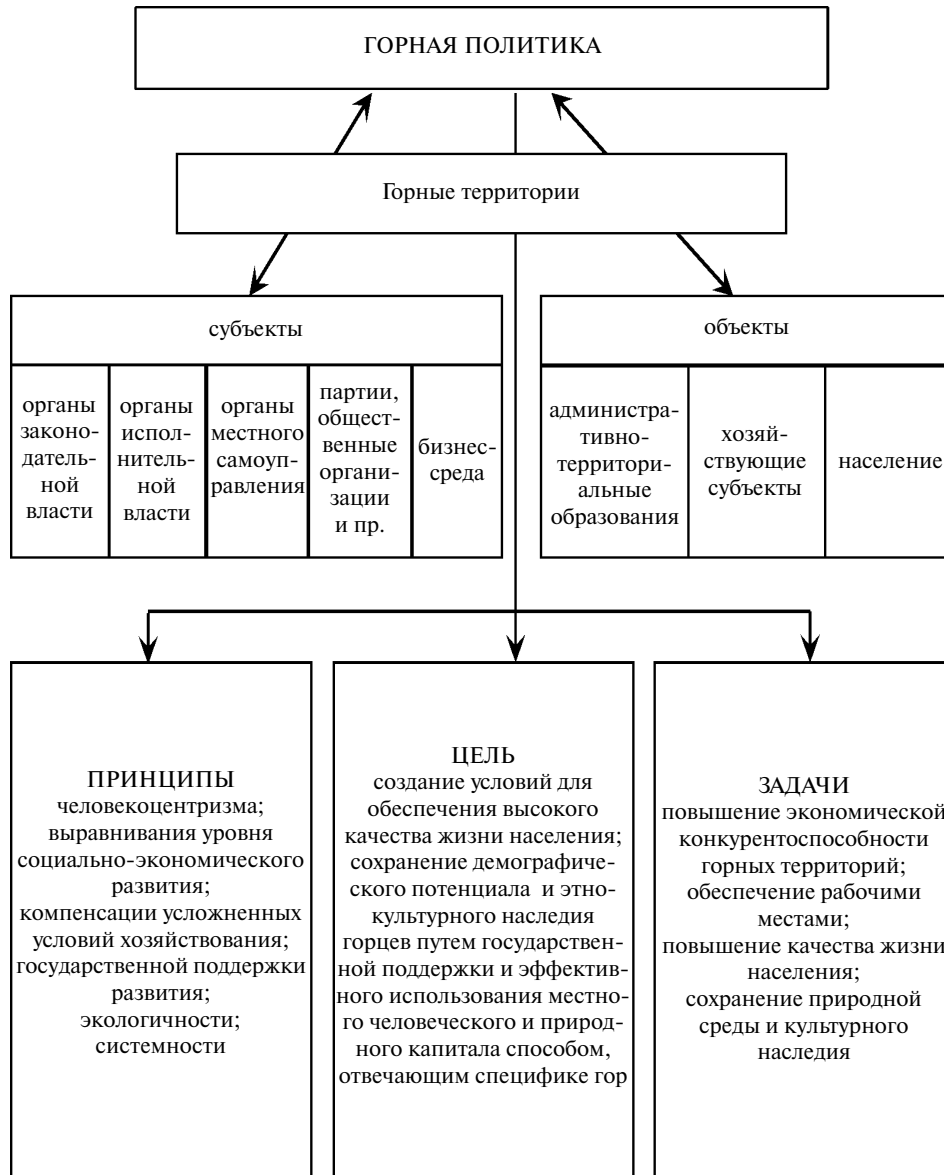 ГОРНАЯ ПОЛИТИКА
Горные территории
субъекты
органы
законо-
датель-
ной
власти
органы
испол-
нитель-
ной
власти
органы
местного
самоуп-
равления
партии,
общест-
венные
органи-
зации
и пр.
бизнес-
среда
объекты
администра-
тивно-
территори-
альные
образования
хозяй-
ствующие
субъекты
население
ПРИНЦИПЫ
человекоцентризма;
выравнивания уровня
социально-экономического
развития;
компенсации усложненных
условий хозяйствования;
государственной поддержки
развития;
экологичности;
системности
ЦЕЛЬ
создание условий для
обеспечения высокого
качества жизни населения;
сохранение демографиче-
ского потенциала и этно-
культурного наследия
горцев путем государствен-
ной поддержки и эффектив-
ного использования местно-
го человеческого и природ-
ного капитала способом,
отвечающим специфике гор
ЗАДАЧИ
повышение экономической
конкурентоспособности
горных территорий;
обеспечение рабочими
местами;
повышение качества жизни
населения;
сохранение природной
среды и культурного
наследия